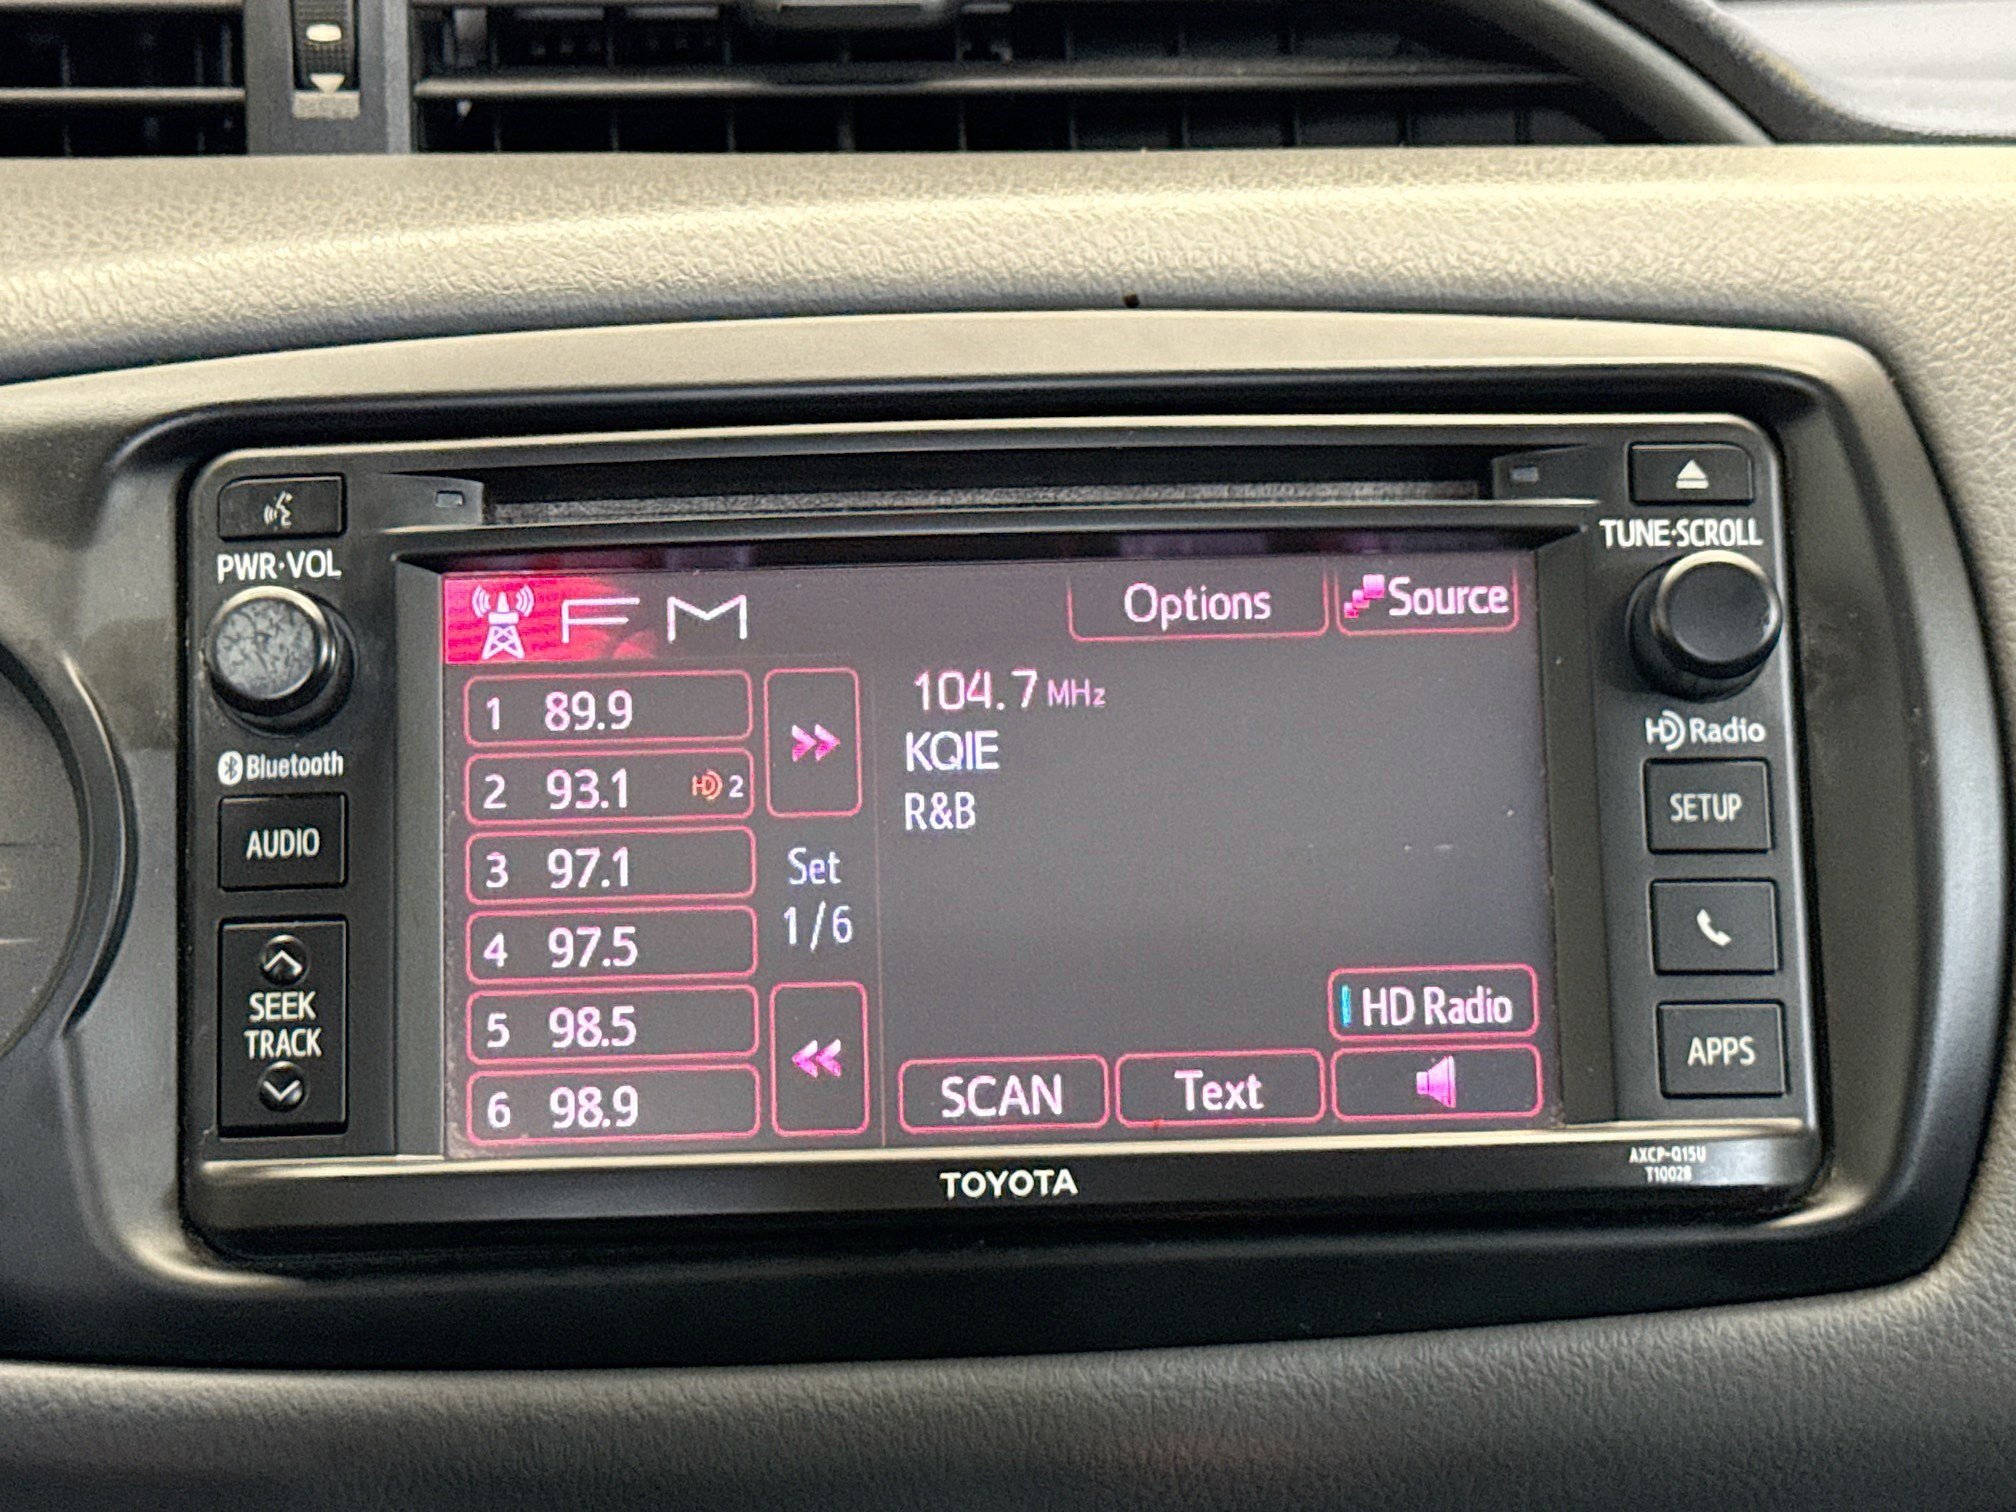 PWR·VOL
Bluetooth
AUDIO
SEEK
TRACK
FM
Options
Source
1 89.9
2 93.1 HD 2
3 97.1
4 97.5
5 98.5
6 98.9
Set
1/6
104.7 MHz
KQIE
R&B
HD Radio
SCAN
Text
TOYOTA
TUNE·SCROLL
HD Radio
SETUP
APPS
AXCP-Q15U
T10028